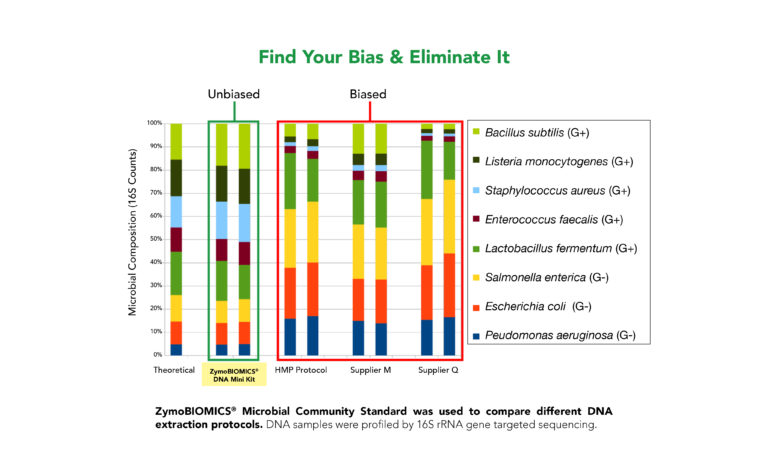 Find Your Bias & Eliminate It
Unbiased
Biased
Microbial Composition (16S Counts)
100%
90%
80%
70%
60%
50%
40%
30%
20%
10%
0%
Theoretical
ZymoBIOMICS®
DNA Mini Kit
HMP Protocol
Supplier M
Supplier Q
Bacillus subtilis (G+)
Listeria monocytogenes (G+)
Staphylococcus aureus (G+)
Enterococcus faecalis (G+)
Lactobacillus fermentum (G+)
Salmonella enterica (G-)
Escherichia coli (G-)
Peudomonas aeruginosa (G-)
ZymoBIOMICS® Microbial Community Standard was used to compare different DNA
extraction protocols. DNA samples were profiled by 16S rRNA gene targeted sequencing.